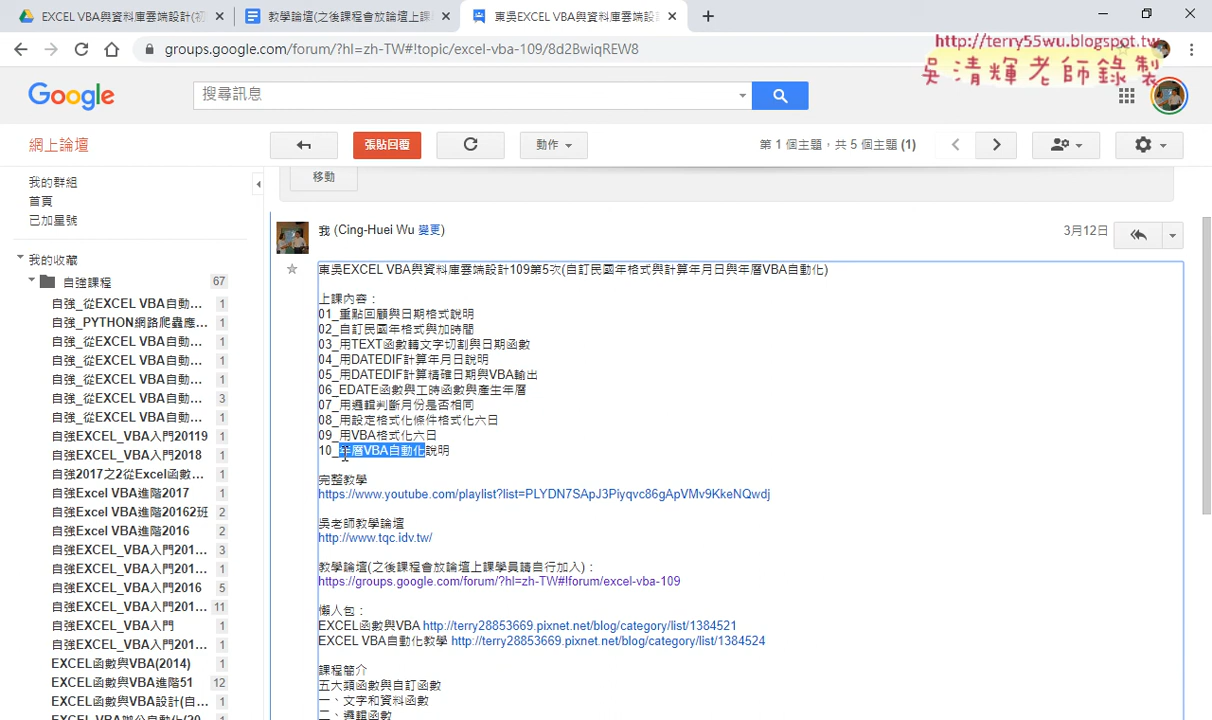 EXCEL VBA與資料庫雲端設計(初
教學論壇(之後課程會放論壇上課
東吳EXCEL VBA與資料庫雲端設計
groups.google.com/forum/?hl=zh-TW#!topic/excel-vba-109/8d2BwiqREW8
http://terry55wu.blogspot.tw
吳清輝老師錄製
Google
搜尋訊息
網上論壇
張貼回覆
動作
第 1 個主題，共 5 個主題 (1)
我的群組
首頁
已加星號
我的收藏
自強課程 67
自強_從EXCEL VBA自動... 1
自強_PYTHON網路爬蟲應... 1
自強_從EXCEL VBA自動... 1
自強_從EXCEL VBA自動... 1
自強_從EXCEL VBA自動... 3
自強_從EXCEL VBA自動... 1
自強EXCEL_VBA入門20119 1
自強EXCEL_VBA入門2018 1
自強2017之2從Excel函數... 1
自強Excel VBA進階2017 1
自強Excel VBA進階20162班 2
自強Excel VBA進階2016 2
自強EXCEL_VBA入門201... 3
自強EXCEL_VBA入門201... 1
自強EXCEL_VBA入門2016 5
自強EXCEL_VBA入門201... 11
自強EXCEL_VBA入門 1
自強EXCEL_VBA入門201... 1
EXCEL函數與VBA(2014) 1
EXCEL函數與VBA進階51 12
EXCEL函數與VBA設計(自... 1
移動
我 (Cing-Huei Wu 變更)
3月12日
東吳EXCEL VBA與資料庫雲端設計109第5次(自訂民國年格式與計算年月日與年曆VBA自動化)
上課內容：
01_重點回顧與日期格式說明
02_自訂民國年格式與加時間
03_用TEXT函數轉文字切割與日期函數
04_用DATEDIF計算年月日說明
05_用DATEDIF計算精確日期與VBA輸出
06_EDATE函數與工時函數與產生年曆
07_用邏輯判斷月份是否相同
08_用設定格式化條件格式化六日
09_用VBA格式化六日
10_年曆VBA自動化說明
完整教學
https://www.youtube.com/playlist?list=PLYDN7SApJ3Piyqvc86gApVMv9KkeNQwdj
吳老師教學論壇
http://www.tqc.idv.tw/
教學論壇(之後課程會放論壇上課學員請自行加入)：
https://groups.google.com/forum/?hl=zh-TW#!forum/excel-vba-109
懶人包：
EXCEL函數與VBA http://terry28853669.pixnet.net/blog/category/list/1384521
EXCEL VBA自動化教學 http://terry28853669.pixnet.net/blog/category/list/1384524
課程簡介
五大類函數與自訂函數
一、文字和資料函數
二、邏輯函數